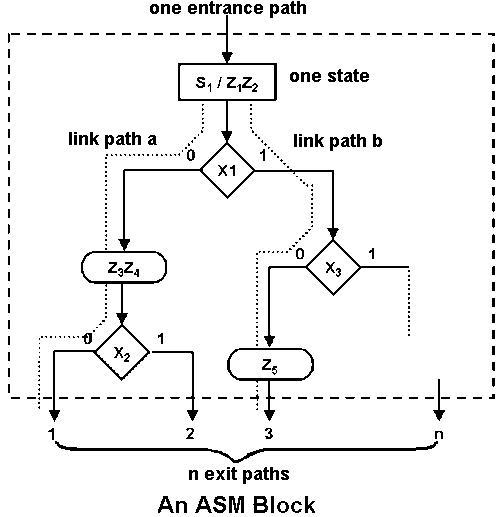 one entrance path
S1 / Z1Z2
one state
link path a
link path b
0
X1
1
Z3Z4
0
X3
1
0
X2
1
Z5
1
2
3
n
n exit paths
An ASM Block